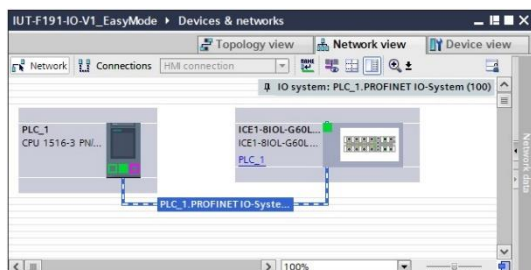 IUT-F191-IO-V1_EasyMode ▸ Devices & networks
Topology view Network view Device view
Network Connections HMI connection
IO system: PLC_1.PROFINET IO-System (100)
PLC_1
CPU 1516-3 PN/...
ICE1-8IOL-G60L...
ICE1-8IOL-G60L...
PLC_1
PLC_1.PROFINET IO-Syste...
Network data
100%